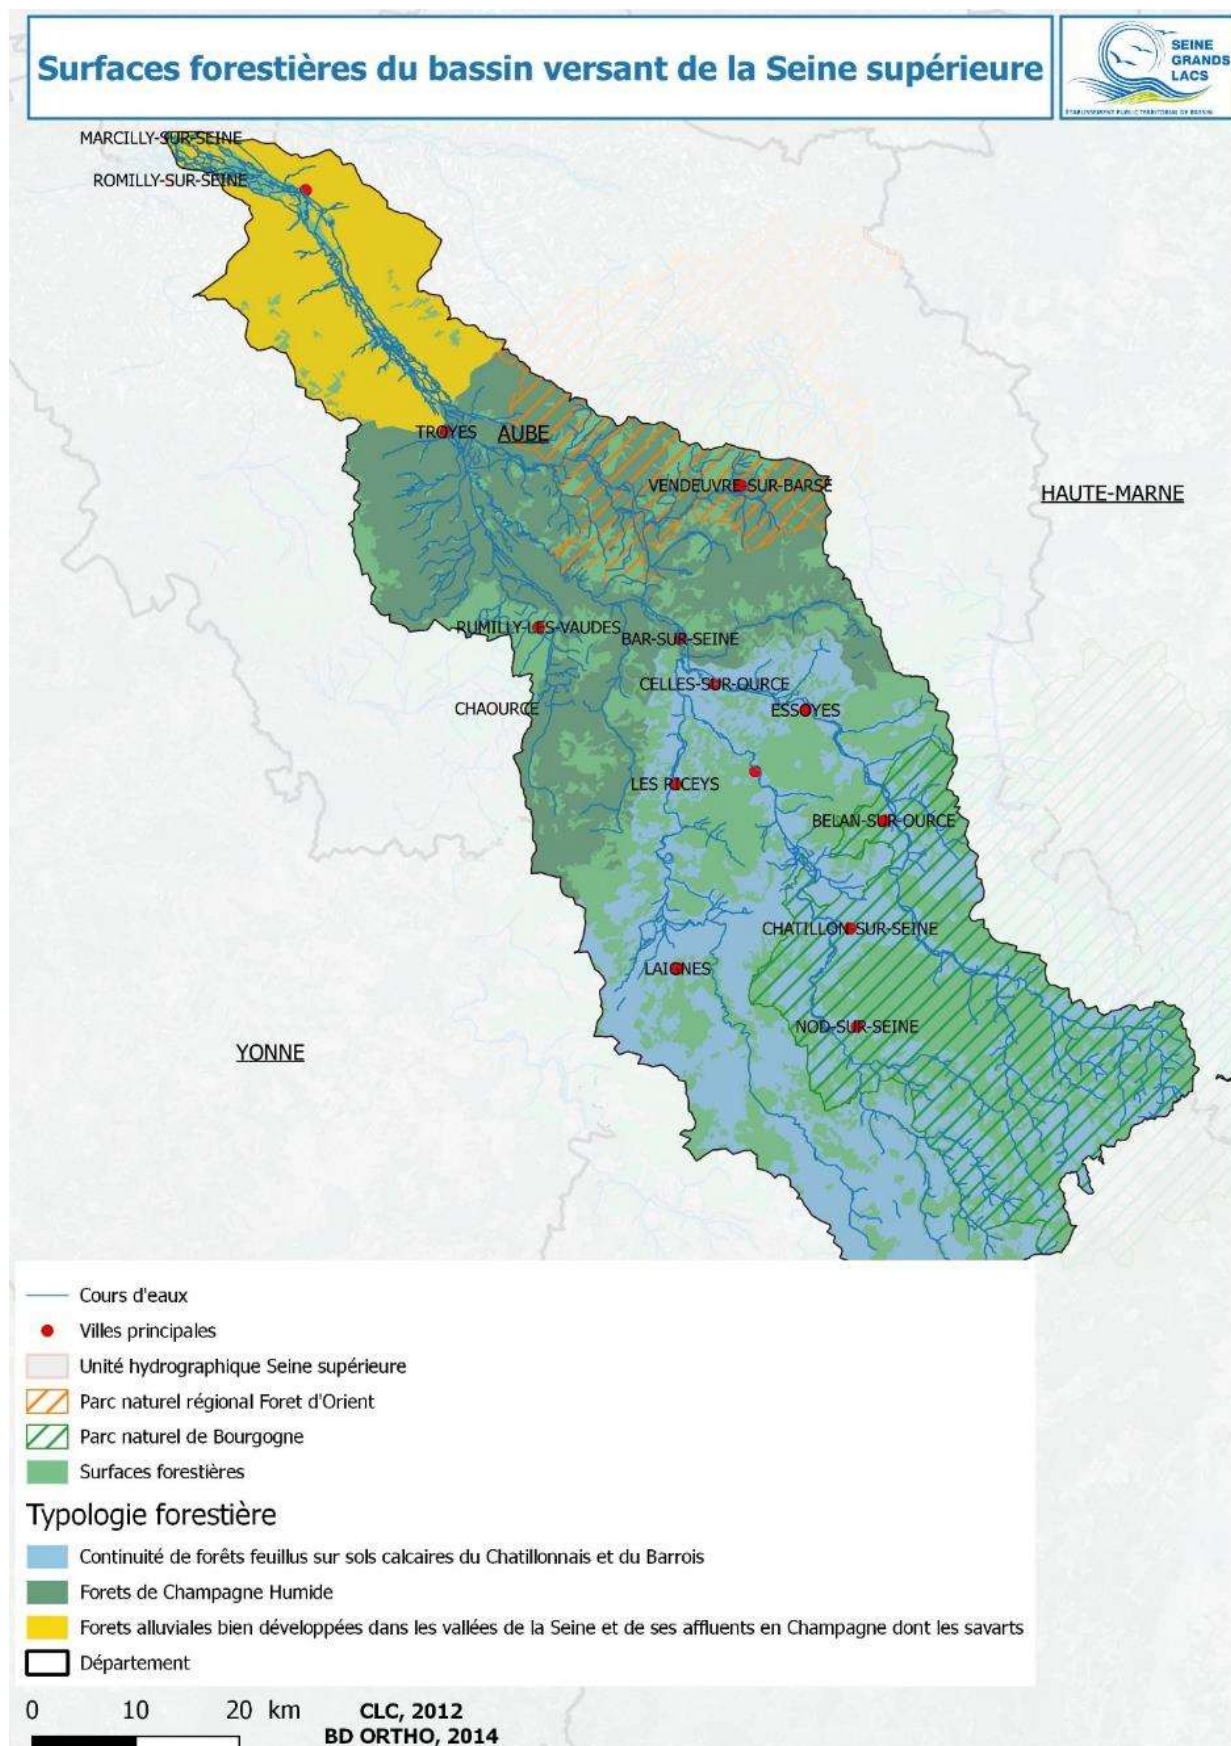 Surfaces forestières du bassin versant de la Seine supérieure
SEINE
GRANDS
LACS
ÉTABLISSEMENT PUBLIC TERRITORIAL DE BASSIN
MARCILLY-SUR-SEINE
ROMILLY-SUR-SEINE
TROYES
AUBE
VENDEUVRE-SUR-BARSE
HAUTE-MARNE
RUMILLY-LES-VAUDES
BAR-SUR-SEINE
CELLES-SUR-OURCE
CHAOURCE
ESSOYES
LES RICEYS
BELAN-SUR-OURCE
CHATILLON-SUR-SEINE
LAIGNES
NOD-SUR-SEINE
YONNE
Cours d'eaux
Villes principales
Unité hydrographique Seine supérieure
Parc naturel régional Foret d'Orient
Parc naturel de Bourgogne
Surfaces forestières
Typologie forestière
Continuité de forêts feuillus sur sols calcaires du Chatillonnais et du Barrois
Forets de Champagne Humide
Forets alluviales bien développées dans les vallées de la Seine et de ses affluents en Champagne dont les savarts
Département
0 10 20 km
CLC, 2012
BD ORTHO, 2014